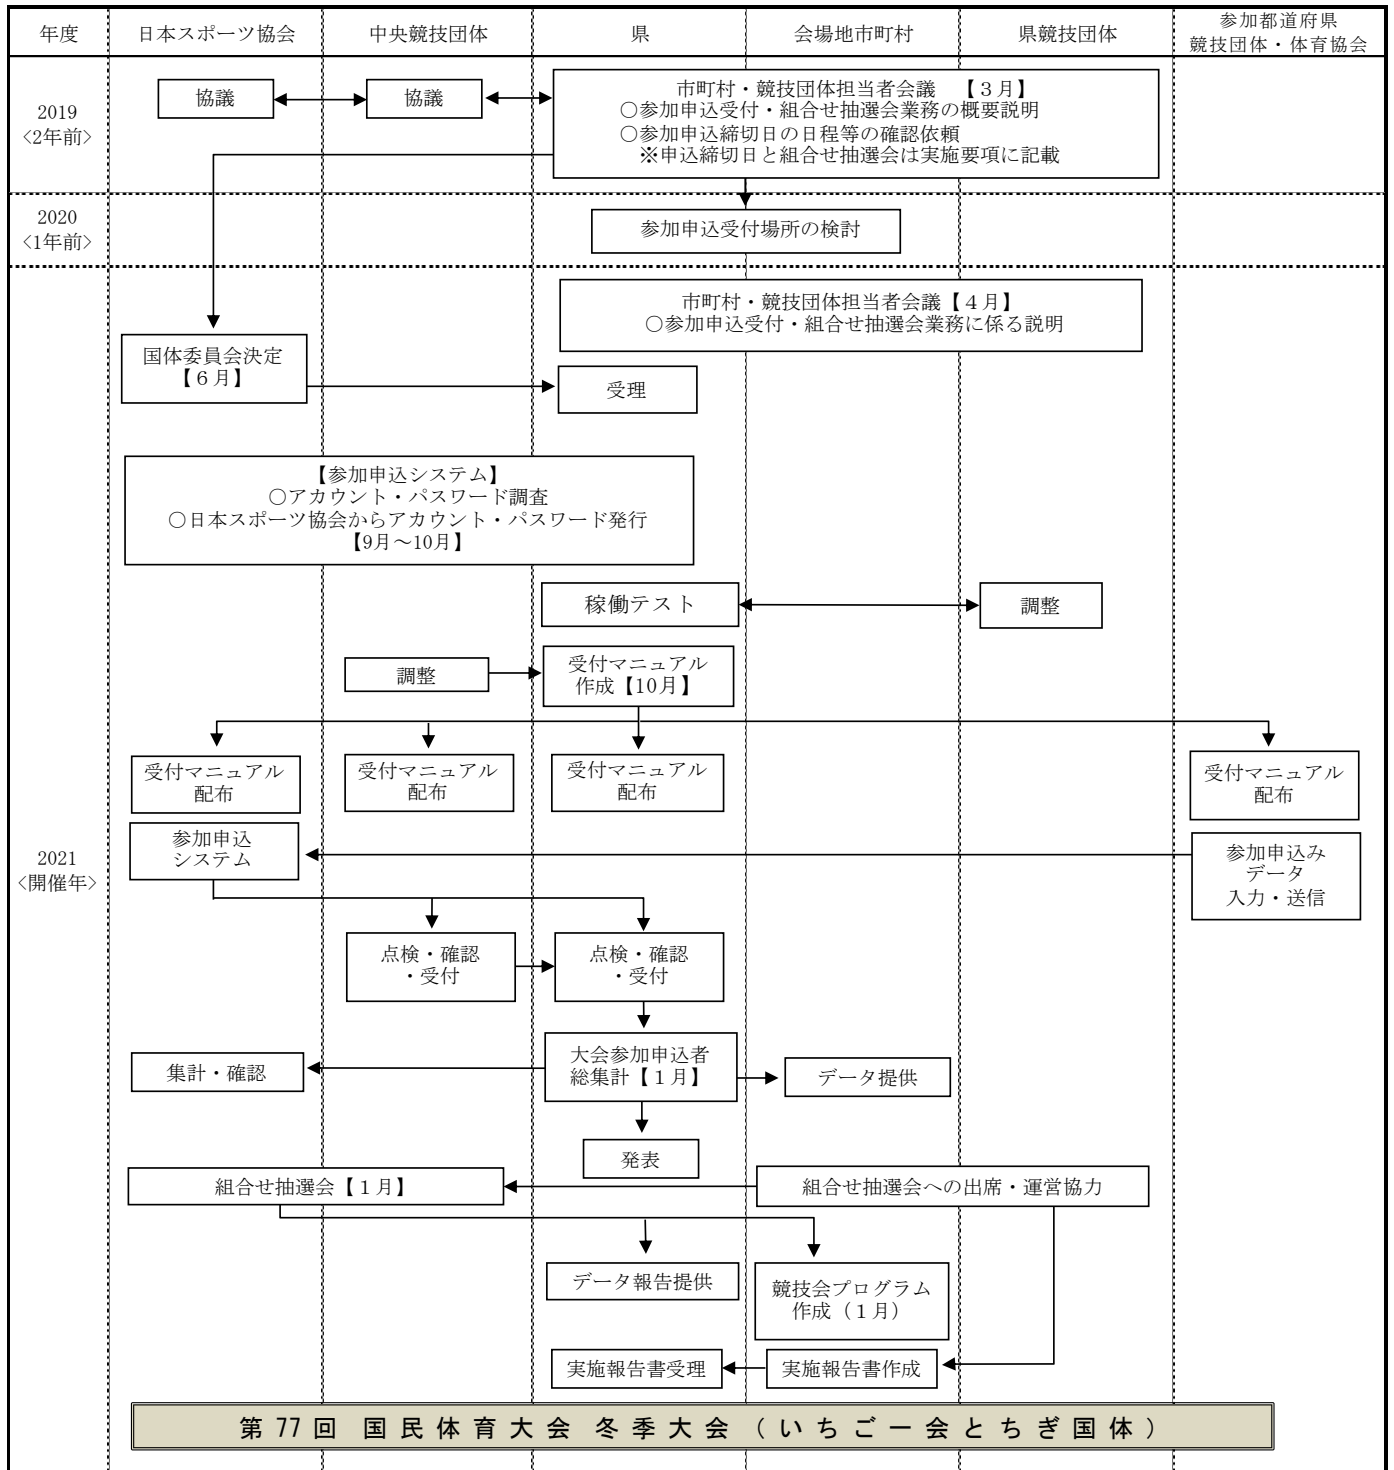 年度
日本スポーツ協会
中央競技団体
県
会場地市町村
県競技団体
参加都道府県
競技団体・体育協会
2019
<2年前>
協議
協議
市町村・競技団体担当者会議 【３月】
○参加申込受付・組合せ抽選会業務の概要説明
○参加申込締切日の日程等の確認依頼
※申込締切日と組合せ抽選会は実施要項に記載
2020
<1年前>
参加申込受付場所の検討
市町村・競技団体担当者会議【４月】
○参加申込受付・組合せ抽選会業務に係る説明
国体委員会決定
【６月】
受理
【参加申込システム】
○アカウント・パスワード調査
○日本スポーツ協会からアカウント・パスワード発行
【9月～10月】
稼働テスト
調整
調整
受付マニュアル
作成【10月】
受付マニュアル
配布
受付マニュアル
配布
受付マニュアル
配布
受付マニュアル
配布
2021
<開催年>
参加申込
システム
参加申込み
データ
入力・送信
点検・確認
・受付
点検・確認
・受付
集計・確認
大会参加申込者
総集計【１月】
データ提供
発表
組合せ抽選会【１月】
組合せ抽選会への出席・運営協力
データ報告提供
競技会プログラム
作成（１月）
実施報告書受理
実施報告書作成
第 77 回 国 民 体 育 大 会 冬 季 大 会 （ い ち ご 一 会 と ち ぎ 国 体 ）